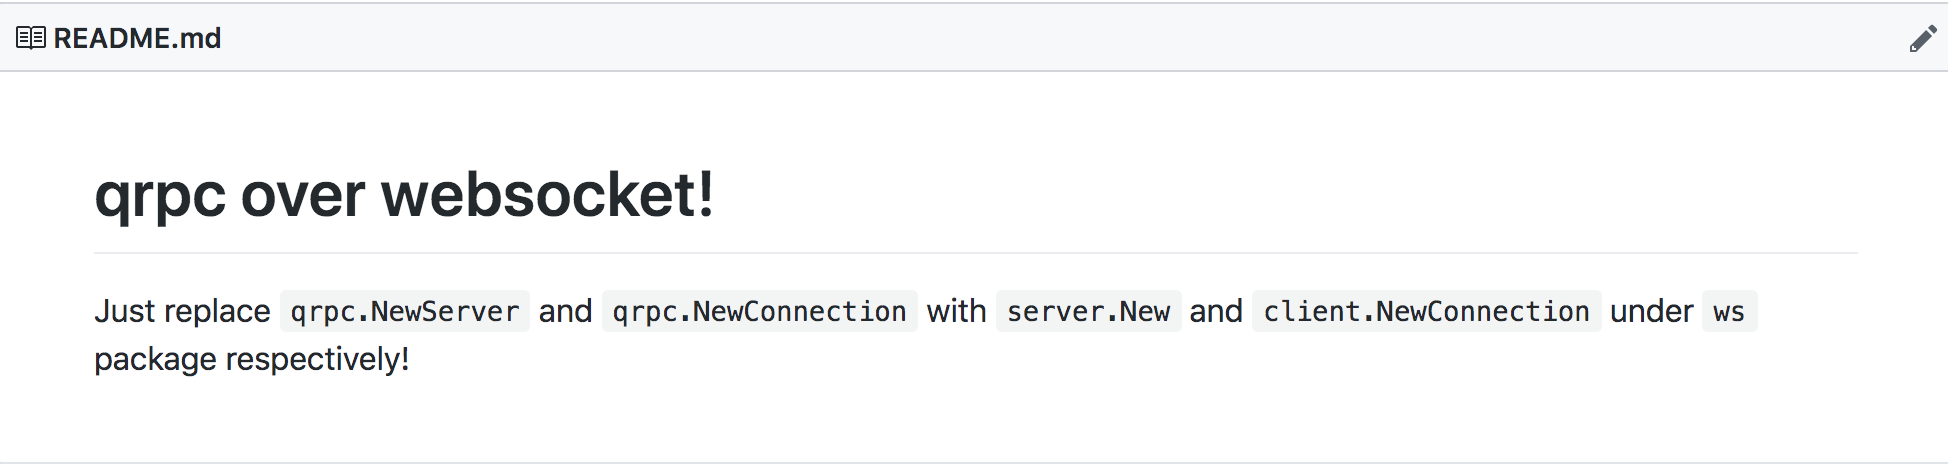 README.md
qrpc over websocket!
Just replace qrpc.NewServer and qrpc.NewConnection with server.New and client.NewConnection under ws
package respectively!